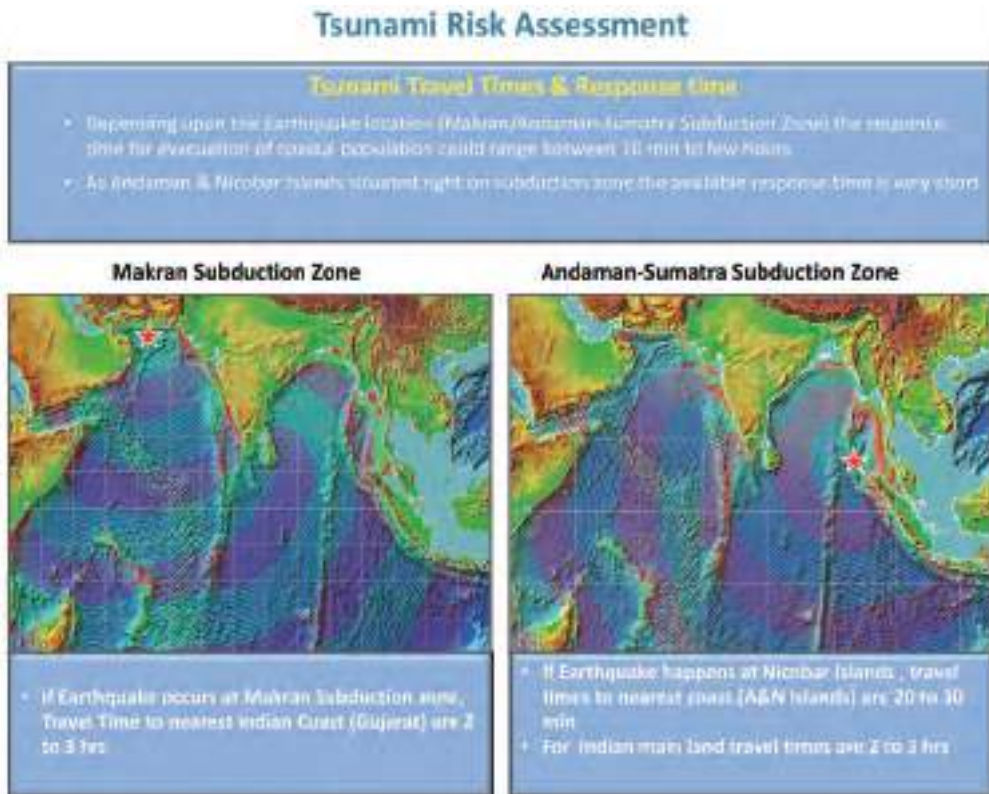 Tsunami Risk Assessment
Tsunami Travel Times & Response time
• Depending upon the Earthquake location (Makran/Andaman-Sumatra Subduction Zone) the response
time for evacuation of coastal population could range between 10 min to few hours
• As Andaman & Nicobar Islands situated right on subduction zone the available response time is very short
Makran Subduction Zone
Andaman-Sumatra Subduction Zone
• If Earthquake occurs at Makran Subduction zone,
Travel Time to nearest Indian Coast (Gujarat) are 2
to 3 hrs
• If Earthquake happens at Nicobar Islands , travel
times to nearest coast (A&N Islands) are 20 to 30
min
• For Indian main land travel times are 2 to 3 hrs